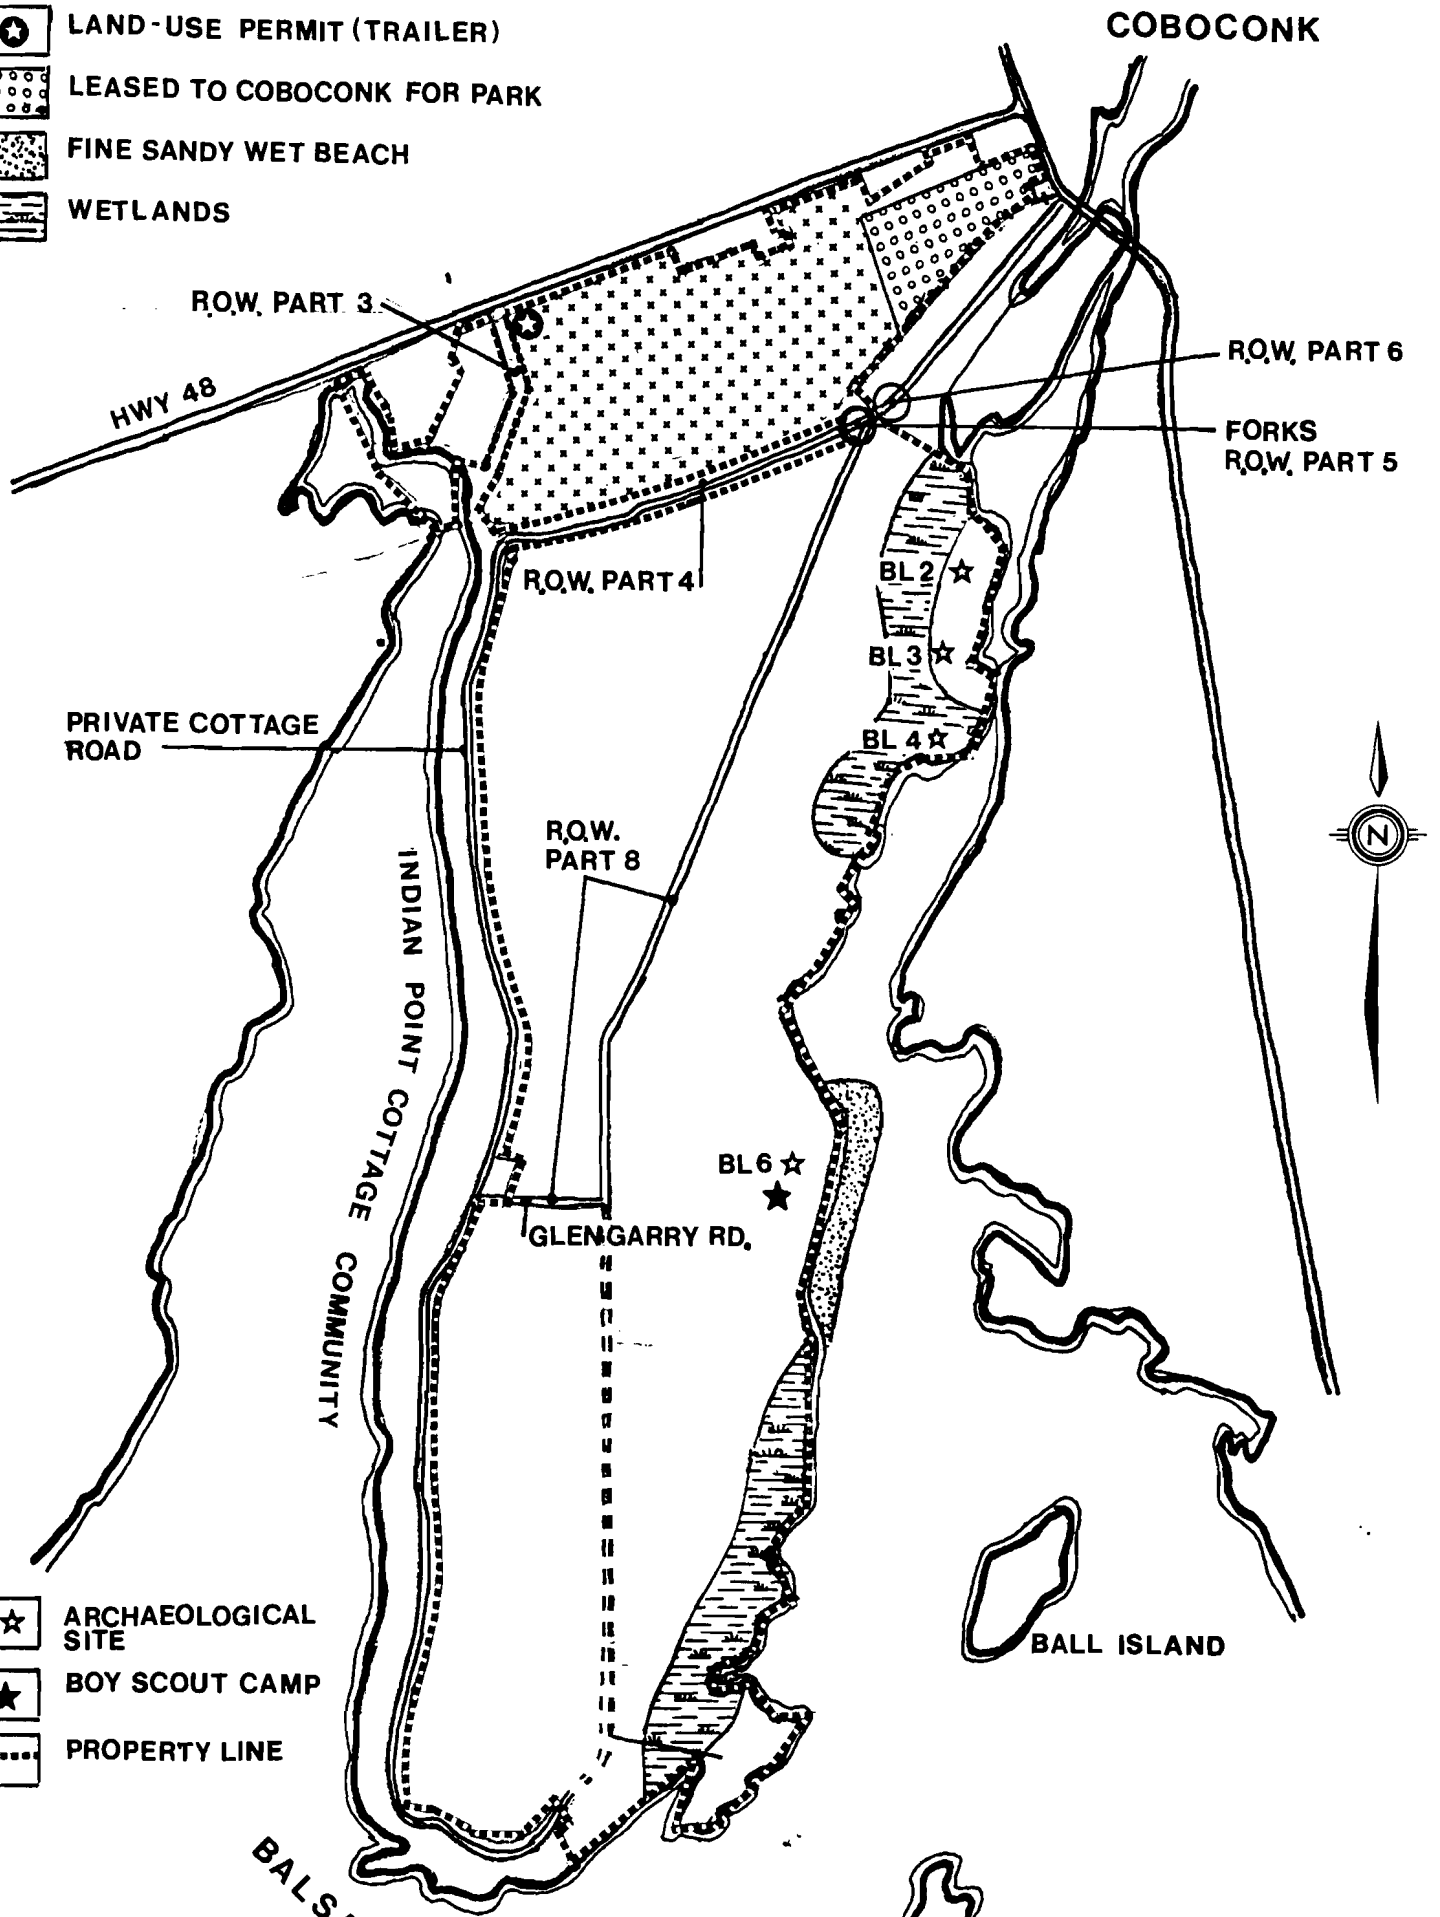 COBOCONK
LAND-USE PERMIT (TRAILER)
LEASED TO COBOCONK FOR PARK
FINE SANDY WET BEACH
WETLANDS
R.O.W. PART 3
HWY 48
R.O.W. PART 6
FORKS
R.O.W. PART 5
R.O.W. PART 4
BL 2
BL 3
BL 4
PRIVATE COTTAGE
ROAD
R.O.W.
PART 8
N
INDIAN POINT COTTAGE COMMUNITY
BL 6
GLENGARRY RD.
ARCHAEOLOGICAL
SITE
BOY SCOUT CAMP
PROPERTY LINE
BALL ISLAND